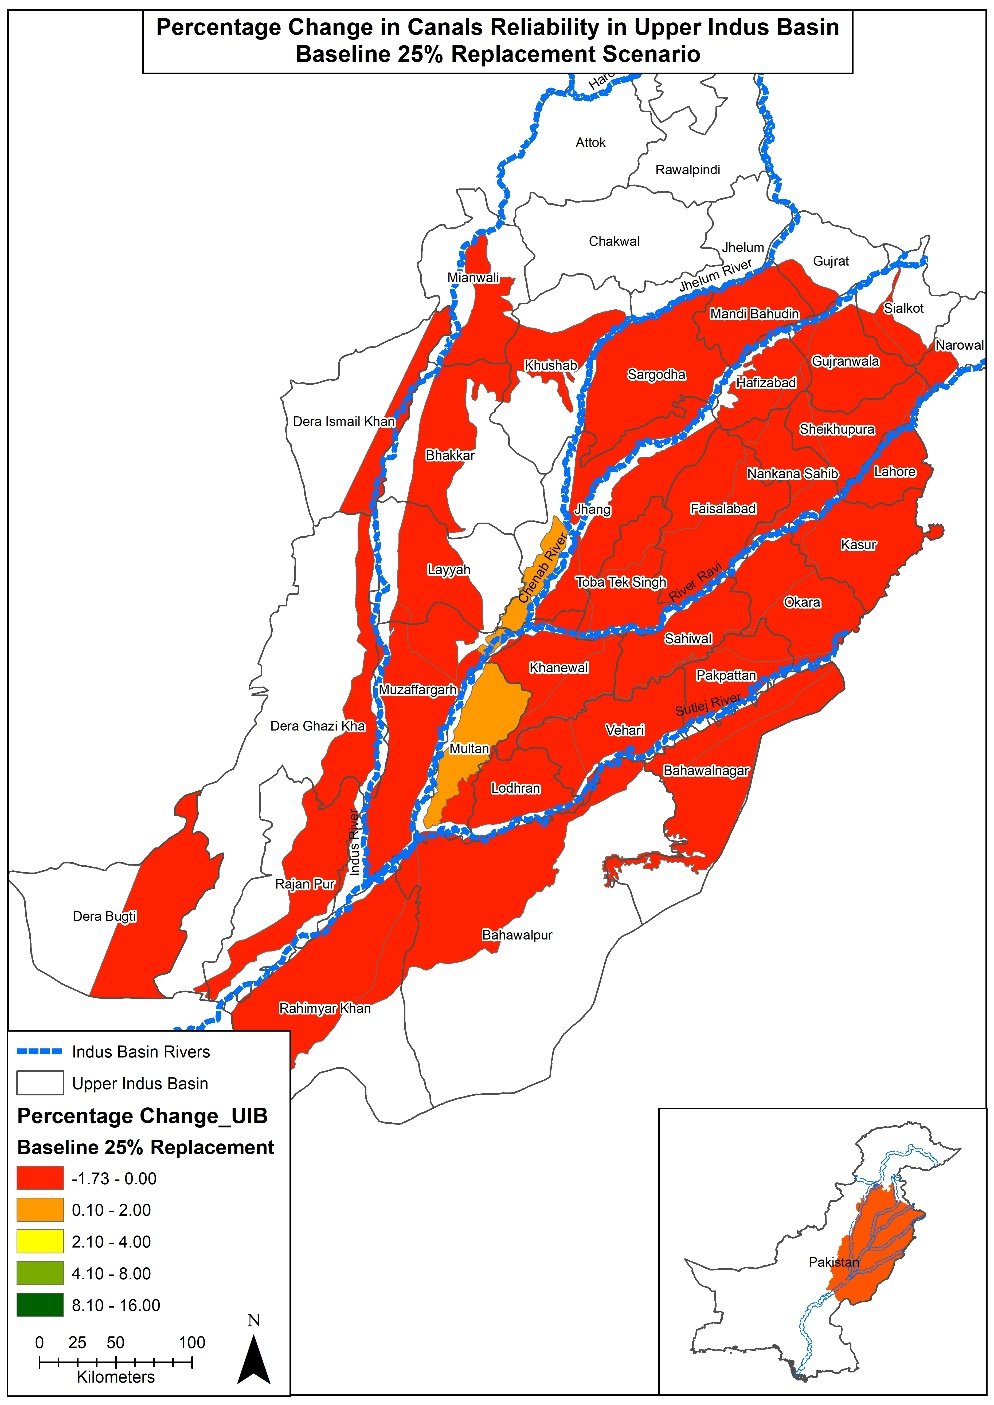 Percentage Change in Canals Reliability in Upper Indus Basin
Baseline 25% Replacement Scenario
Haro
Attok
Rawalpindi
Chakwal
Jhelum
Gujrat
Jhelum River
Mianwali
Mandi Bahudin
Sialkot
Narowal
Khushab
Sargodha
Hafizabad
Gujranwala
Dera Ismail Khan
Sheikhupura
Bhakkar
Nankana Sahib
Lahore
Jhang
Faisalabad
Kasur
Chenab River
Layyah
Toba Tek Singh
River Ravi
Okara
Sahiwal
Khanewal
Pakpattan
Muzaffargarh
Sutlej River
Dera Ghazi Kha
Vehari
Multan
Bahawalnagar
Lodhran
Indus River
Rajan Pur
Dera Bugti
Bahawalpur
Rahimyar Khan
Indus Basin Rivers
Upper Indus Basin
Percentage Change_UIB
Baseline 25% Replacement
-1.73 - 0.00
0.10 - 2.00
2.10 - 4.00
4.10 - 8.00
8.10 - 16.00
0 25 50 100
Kilometers
N
Pakistan